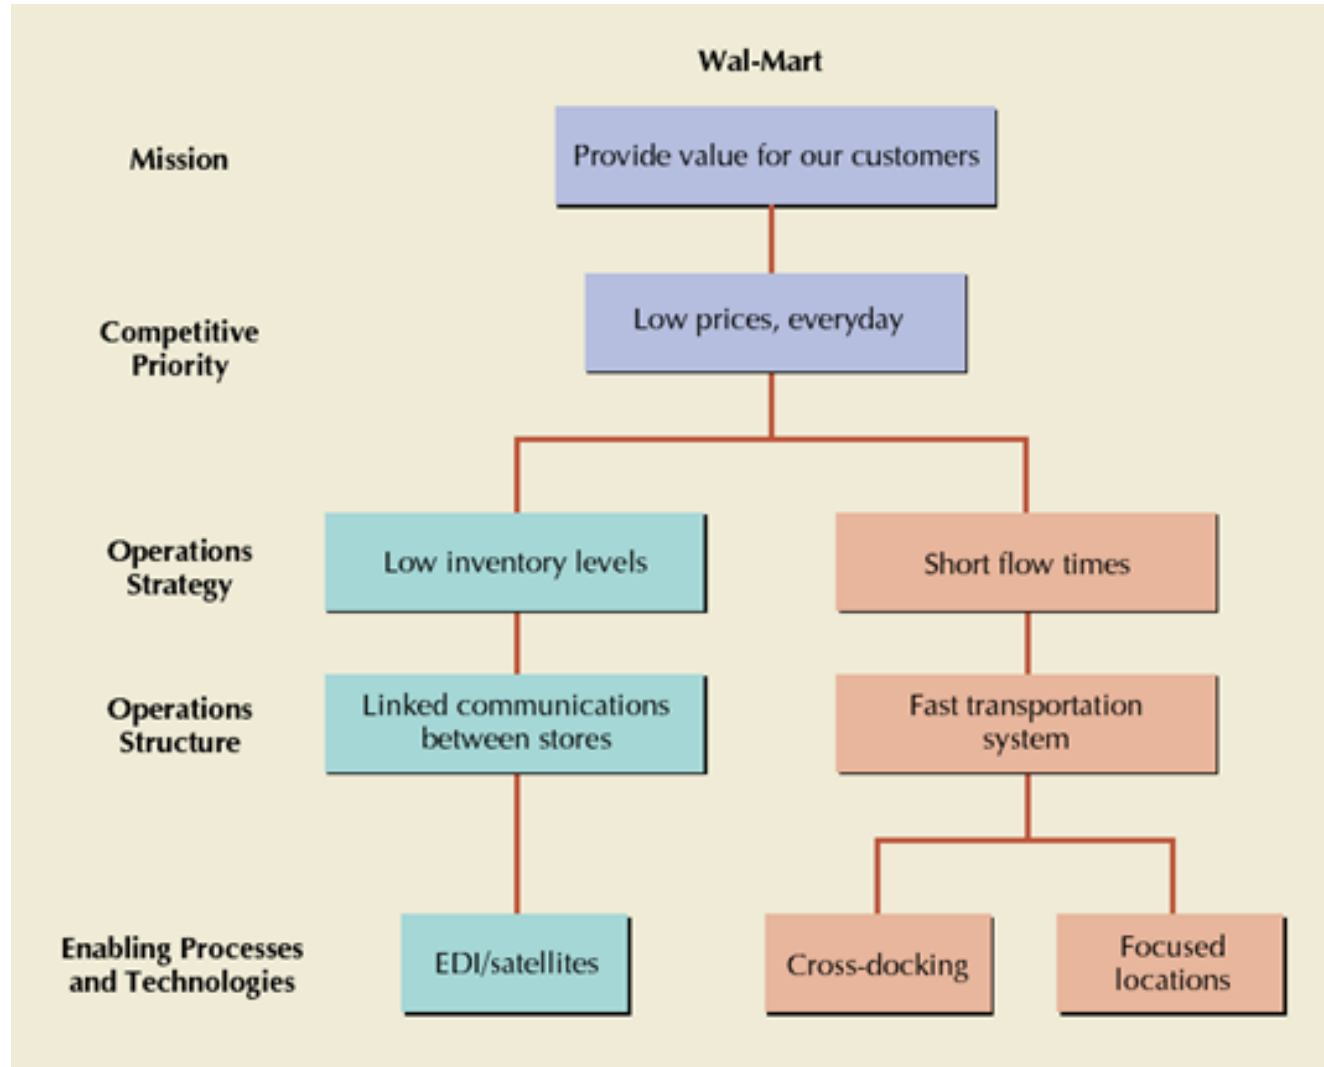 Wal-Mart
Mission
Provide value for our customers
Competitive
Priority
Low prices, everyday
Operations
Strategy
Low inventory levels
Short flow times
Operations
Structure
Linked communications
between stores
Fast transportation
system
Enabling Processes
and Technologies
EDI/satellites
Cross-docking
Focused
locations